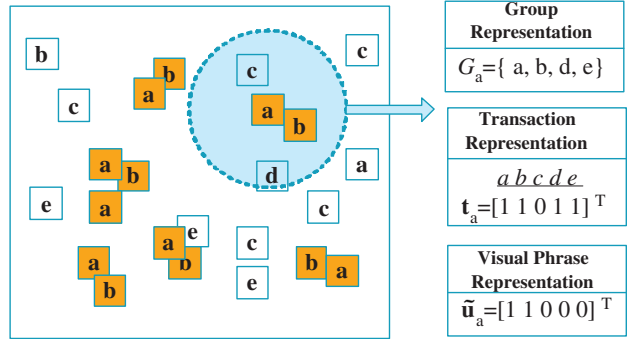 b
c
c
b
a
c
a
b
a
b
a
d
a
e
c
e
a
b
c
a
b
e
b
a
Group
Representation
Gₐ={ a, b, d, e}
Transaction
Representation
a b c d e
tₐ=[1 1 0 1 1] ᵀ
Visual Phrase
Representation
ũₐ=[1 1 0 0 0] ᵀ